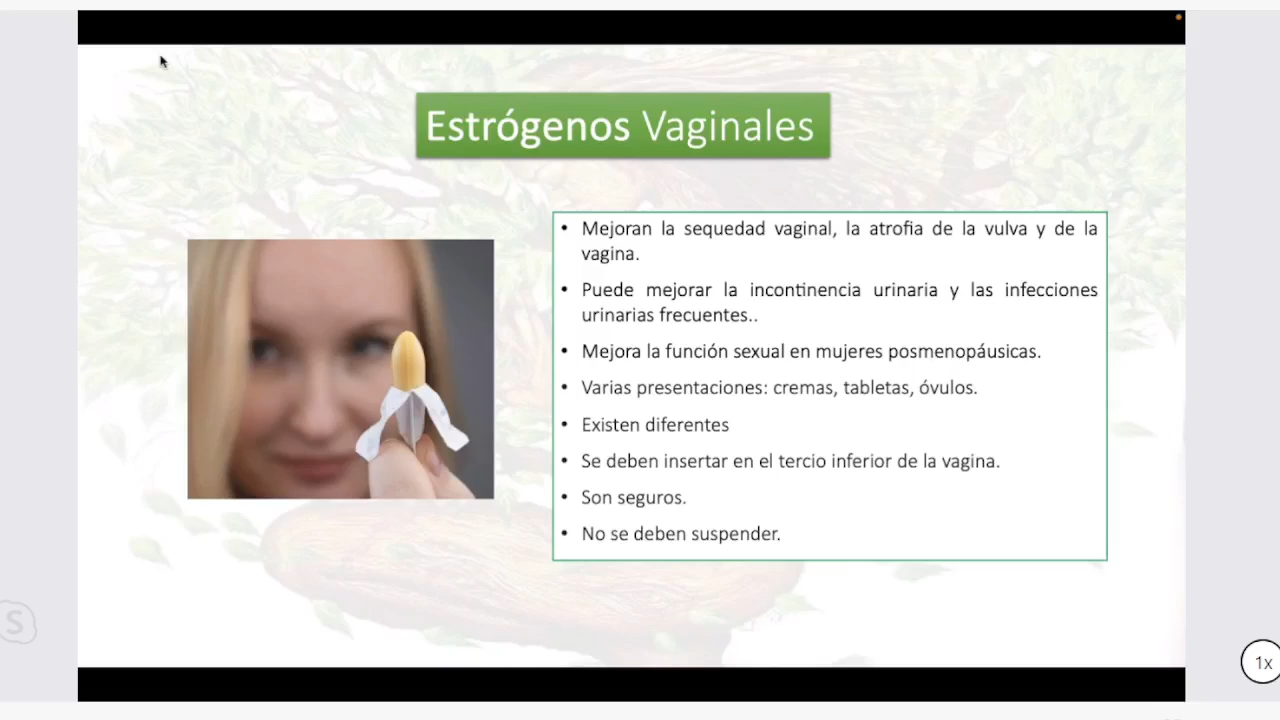 Estrógenos Vaginales
• Mejoran la sequedad vaginal, la atrofia de la vulva y de la
vagina.
• Puede mejorar la incontinencia urinaria y las infecciones
urinarias frecuentes..
• Mejora la función sexual en mujeres posmenopáusicas.
• Varias presentaciones: cremas, tabletas, óvulos.
• Existen diferentes
• Se deben insertar en el tercio inferior de la vagina.
• Son seguros.
• No se deben suspender.
S
1x